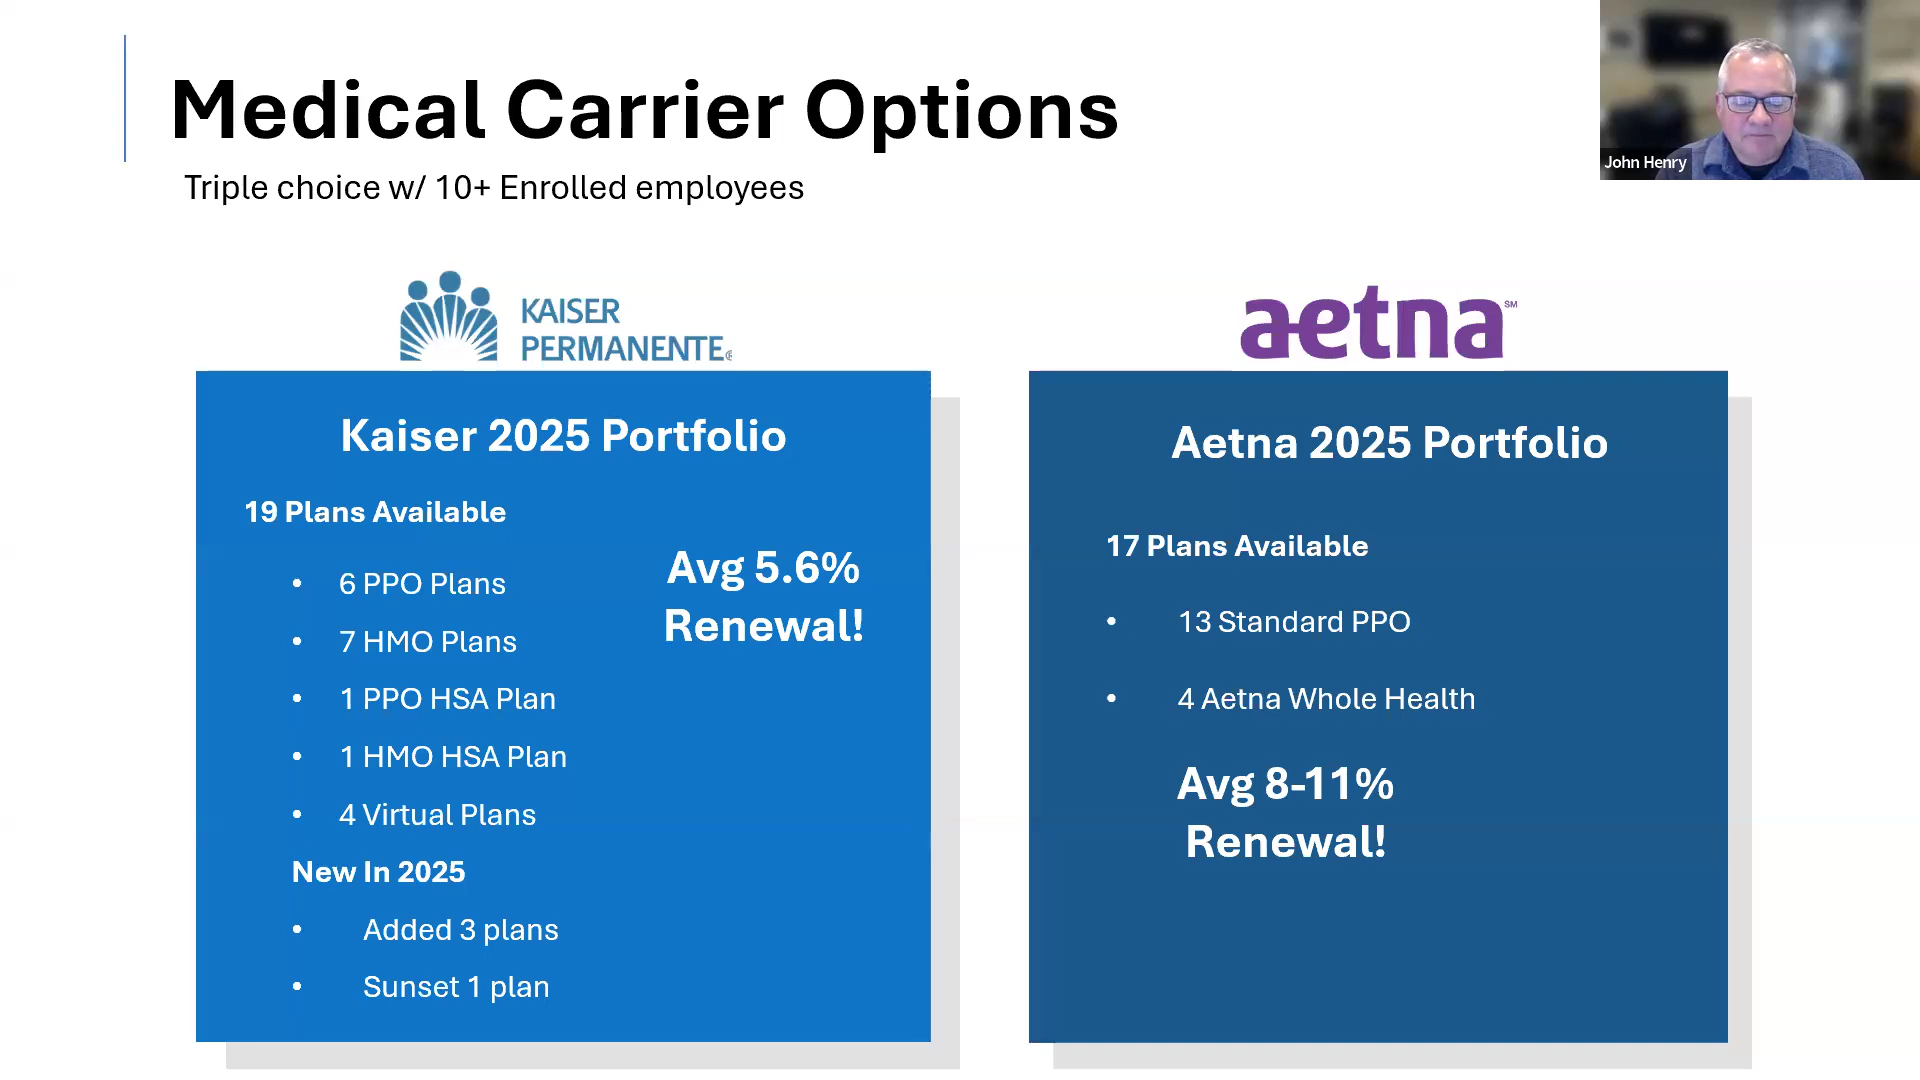 Medical Carrier Options
Triple choice w/ 10+ Enrolled employees
John Henry
KAISER
PERMANENTE®
Kaiser 2025 Portfolio
19 Plans Available
• 6 PPO Plans
• 7 HMO Plans
• 1 PPO HSA Plan
• 1 HMO HSA Plan
• 4 Virtual Plans
Avg 5.6%
Renewal!
New In 2025
• Added 3 plans
• Sunset 1 plan
aetna℠
Aetna 2025 Portfolio
17 Plans Available
• 13 Standard PPO
• 4 Aetna Whole Health
Avg 8-11%
Renewal!